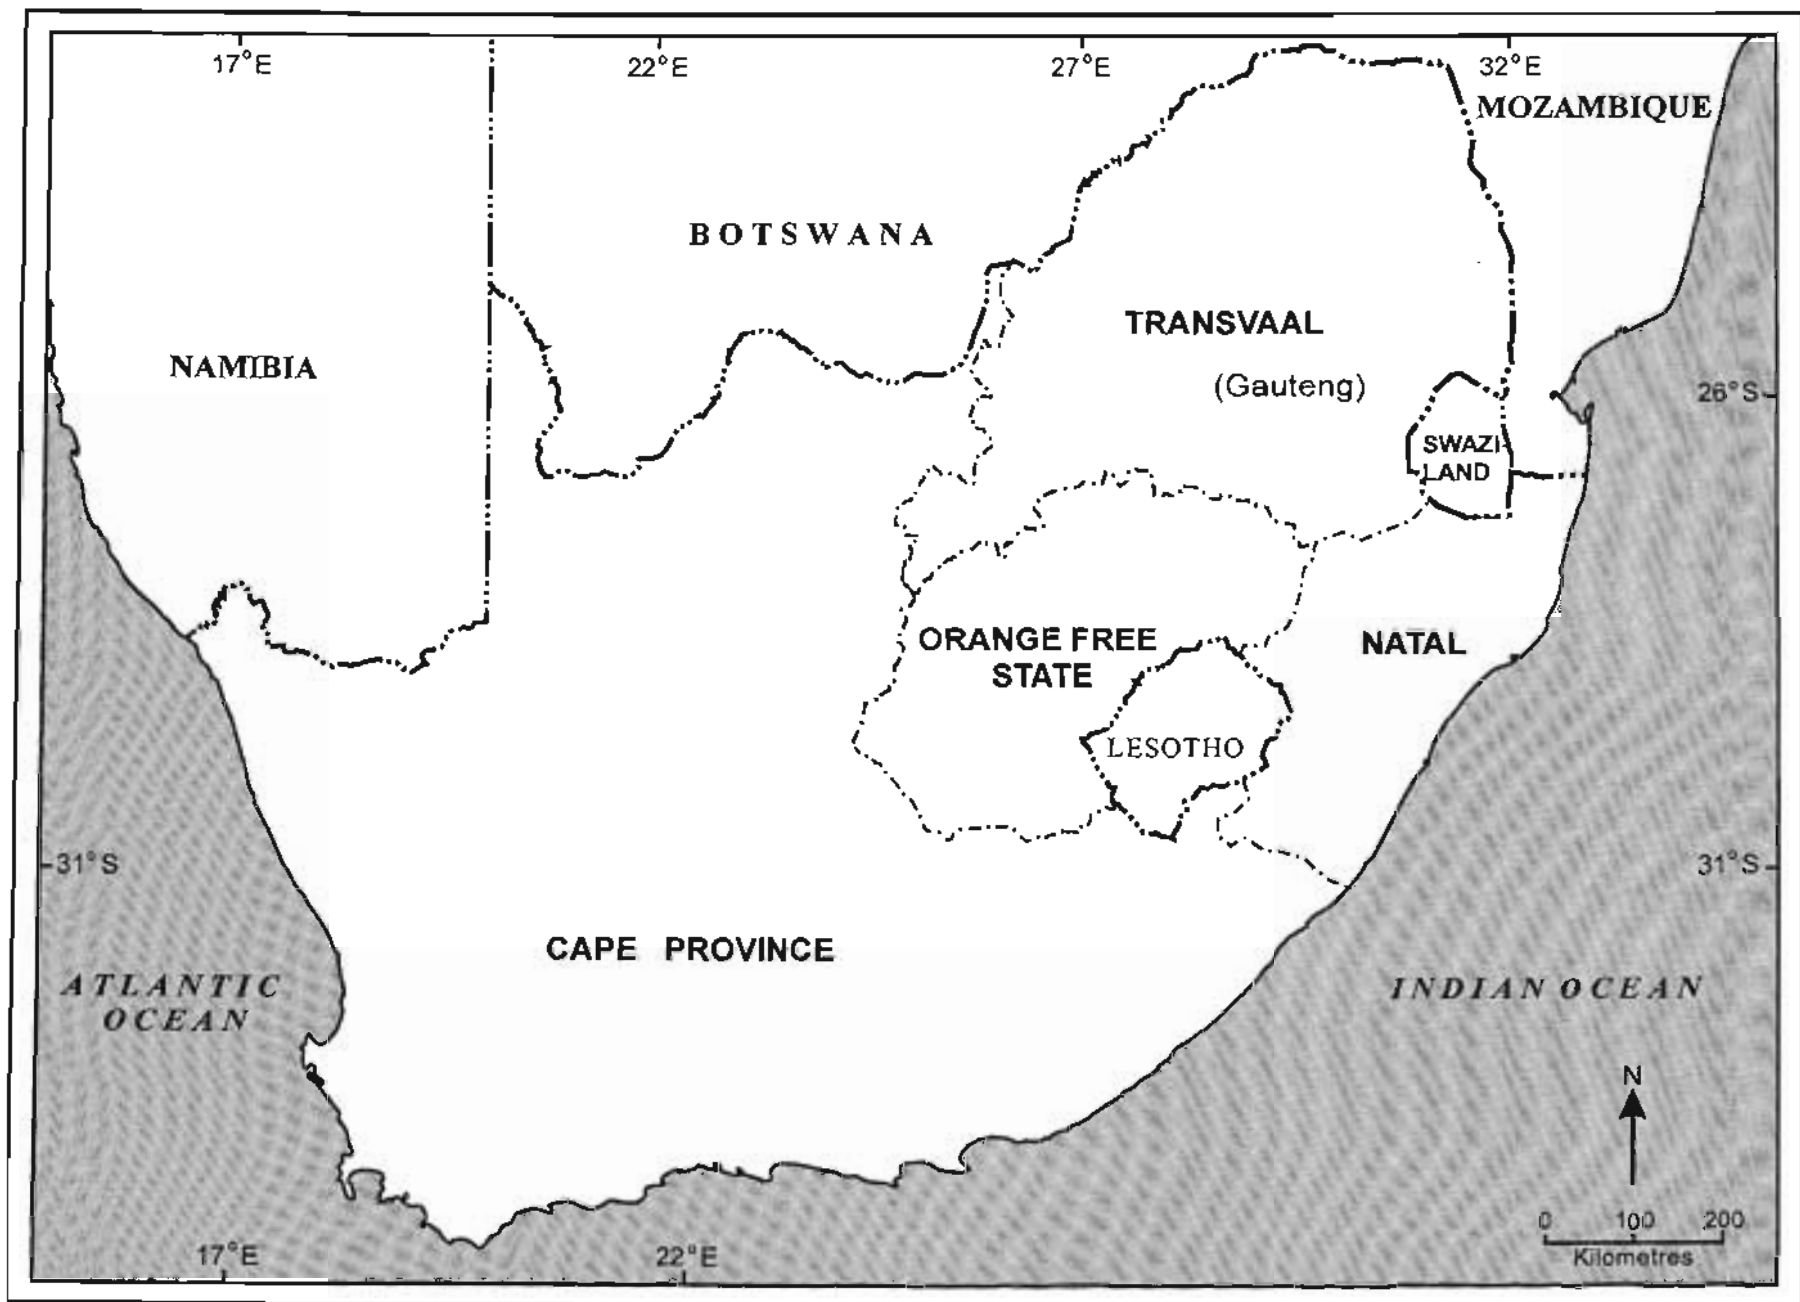 17°E 22°E 27°E 32°E
MOZAMBIQUE
BOTSWANA
TRANSVAAL
NAMIBIA
(Gauteng)
26°S
SWAZI-
LAND
ORANGE FREE
STATE
NATAL
LESOTHO
31°S 31°S
CAPE PROVINCE
ATLANTIC
OCEAN
INDIAN OCEAN
N
0 100 200
Kilometres
17°E 22°E